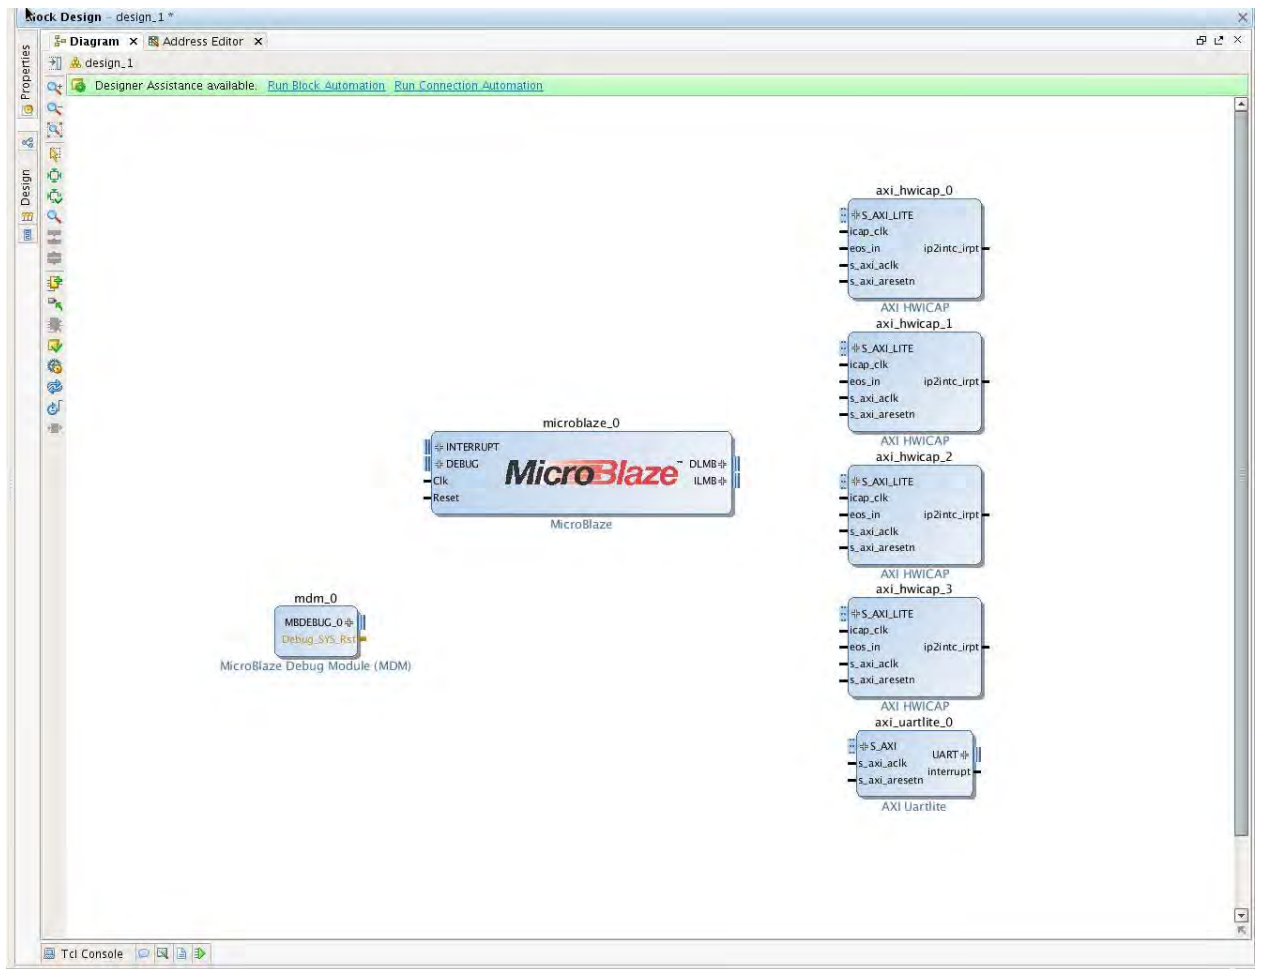 Block Design - design_1 *
Diagram
Address Editor
design_1
Properties
Design
Designer Assistance available. Run Block Automation Run Connection Automation
axi_hwicap_0
S_AXI_LITE
icap_clk
eos_in ip2intc_irpt
s_axi_aclk
s_axi_aresetn
AXI HWICAP
axi_hwicap_1
S_AXI_LITE
icap_clk
eos_in ip2intc_irpt
s_axi_aclk
s_axi_aresetn
AXI HWICAP
microblaze_0
INTERRUPT
DEBUG
Clk
Reset
MicroBlaze™
DLMB
ILMB
MicroBlaze
axi_hwicap_2
S_AXI_LITE
icap_clk
eos_in ip2intc_irpt
s_axi_aclk
s_axi_aresetn
AXI HWICAP
mdm_0
MBDEBUG_0
Debug_SYS_Rst
MicroBlaze Debug Module (MDM)
axi_hwicap_3
S_AXI_LITE
icap_clk
eos_in ip2intc_irpt
s_axi_aclk
s_axi_aresetn
AXI HWICAP
axi_uartlite_0
S_AXI
UART
s_axi_aclk
interrupt
s_axi_aresetn
AXI Uartlite
Tcl Console